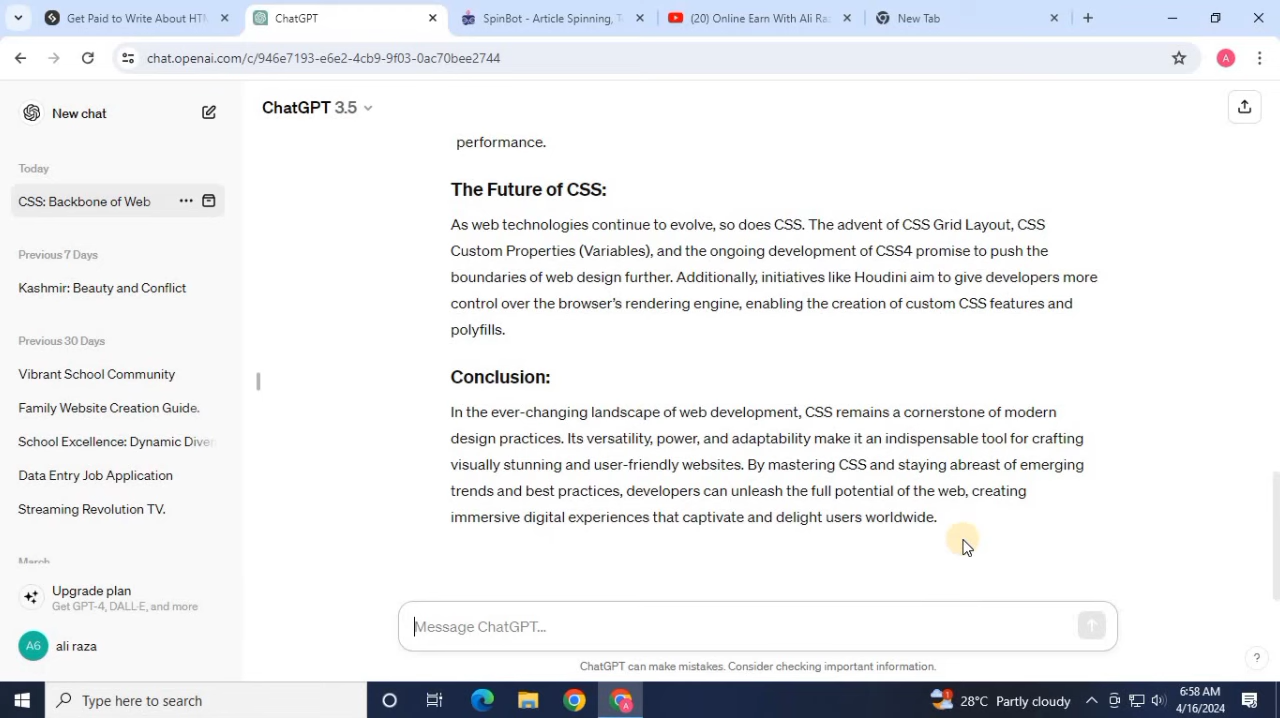 Get Paid to Write About HTM
ChatGPT
SpinBot - Article Spinning, T
(20) Online Earn With Ali Raz
New Tab
chat.openai.com/c/946e7193-e6e2-4cb9-9f03-0ac70bee2744
A
New chat
ChatGPT 3.5
Today
CSS: Backbone of Web
Previous 7 Days
Kashmir: Beauty and Conflict
Previous 30 Days
Vibrant School Community
Family Website Creation Guide.
School Excellence: Dynamic Diver
Data Entry Job Application
Streaming Revolution TV.
March
Upgrade plan
Get GPT-4, DALL·E, and more
A6
ali raza
performance.
The Future of CSS:
As web technologies continue to evolve, so does CSS. The advent of CSS Grid Layout, CSS
Custom Properties (Variables), and the ongoing development of CSS4 promise to push the
boundaries of web design further. Additionally, initiatives like Houdini aim to give developers more
control over the browser's rendering engine, enabling the creation of custom CSS features and
polyfills.
Conclusion:
In the ever-changing landscape of web development, CSS remains a cornerstone of modern
design practices. Its versatility, power, and adaptability make it an indispensable tool for crafting
visually stunning and user-friendly websites. By mastering CSS and staying abreast of emerging
trends and best practices, developers can unleash the full potential of the web, creating
immersive digital experiences that captivate and delight users worldwide.
Message ChatGPT...
ChatGPT can make mistakes. Consider checking important information.
?
Type here to search
A
1
28°C Partly cloudy
6:58 AM
4/16/2024